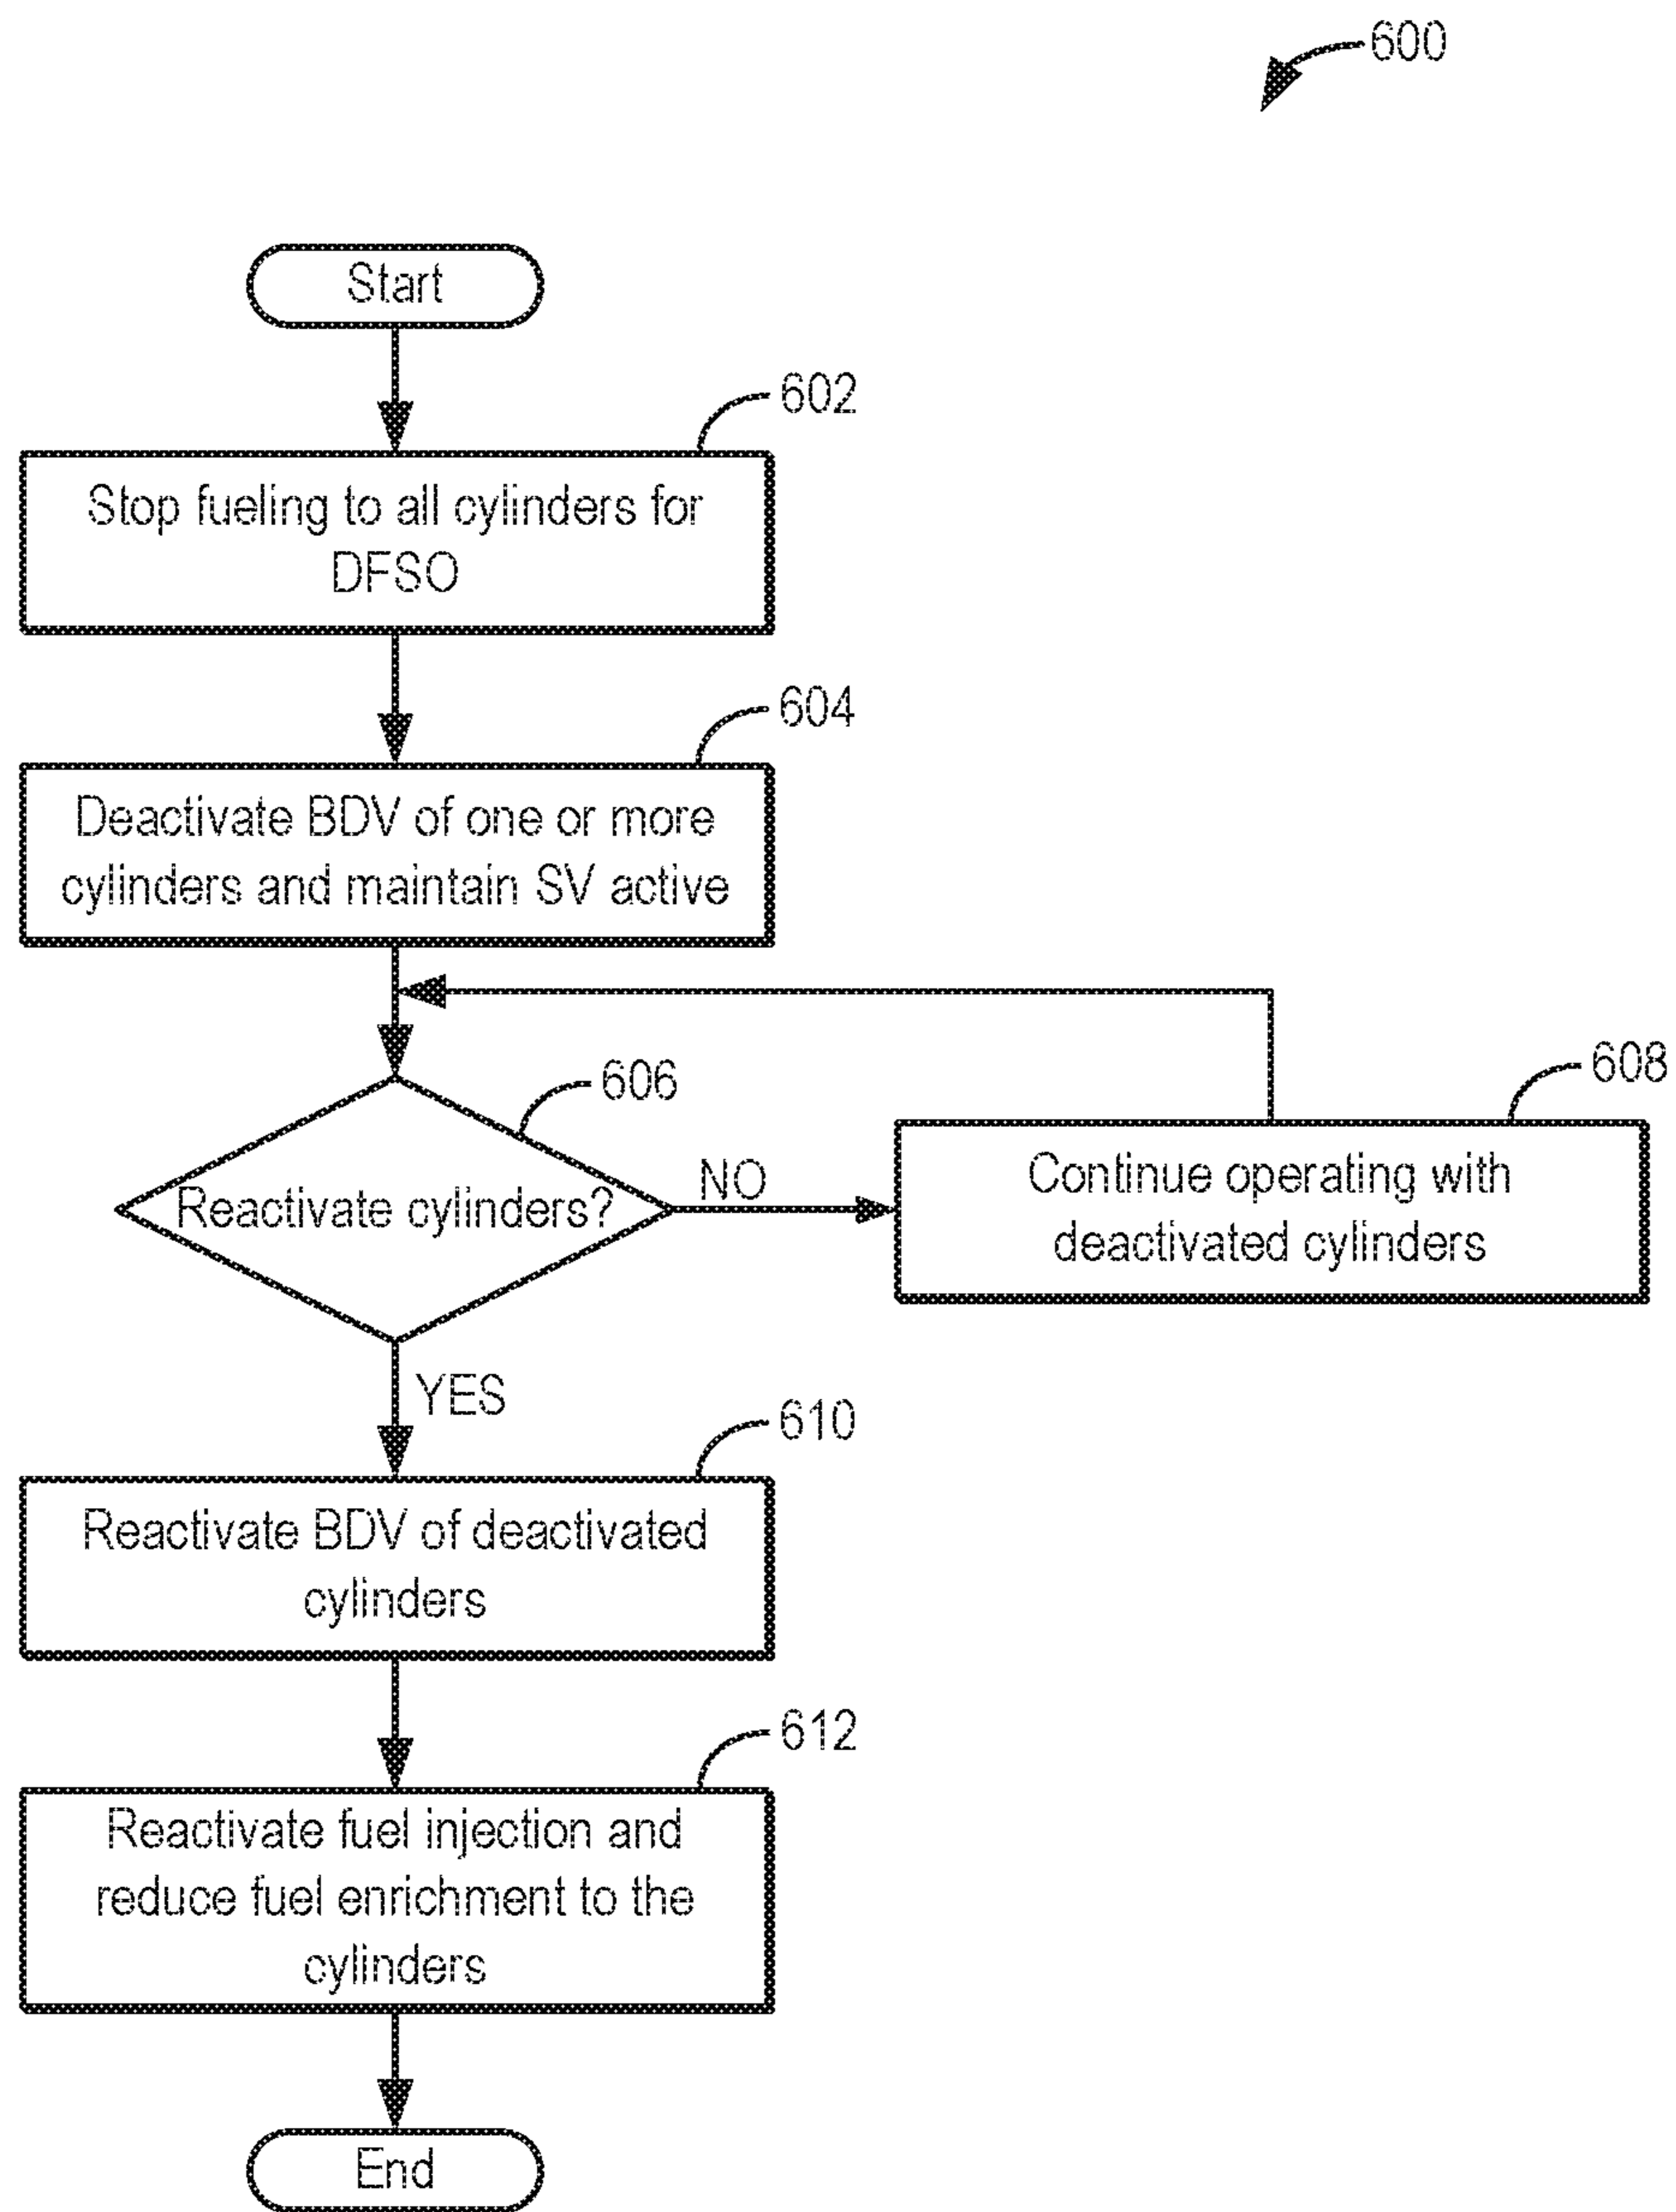 600
Start
602
Stop fueling to all cylinders for
DFSO
604
Deactivate BDV of one or more
cylinders and maintain SV active
606
Reactivate cylinders?
NO
608
Continue operating with
deactivated cylinders
YES
610
Reactivate BDV of deactivated
cylinders
612
Reactivate fuel injection and
reduce fuel enrichment to the
cylinders
End